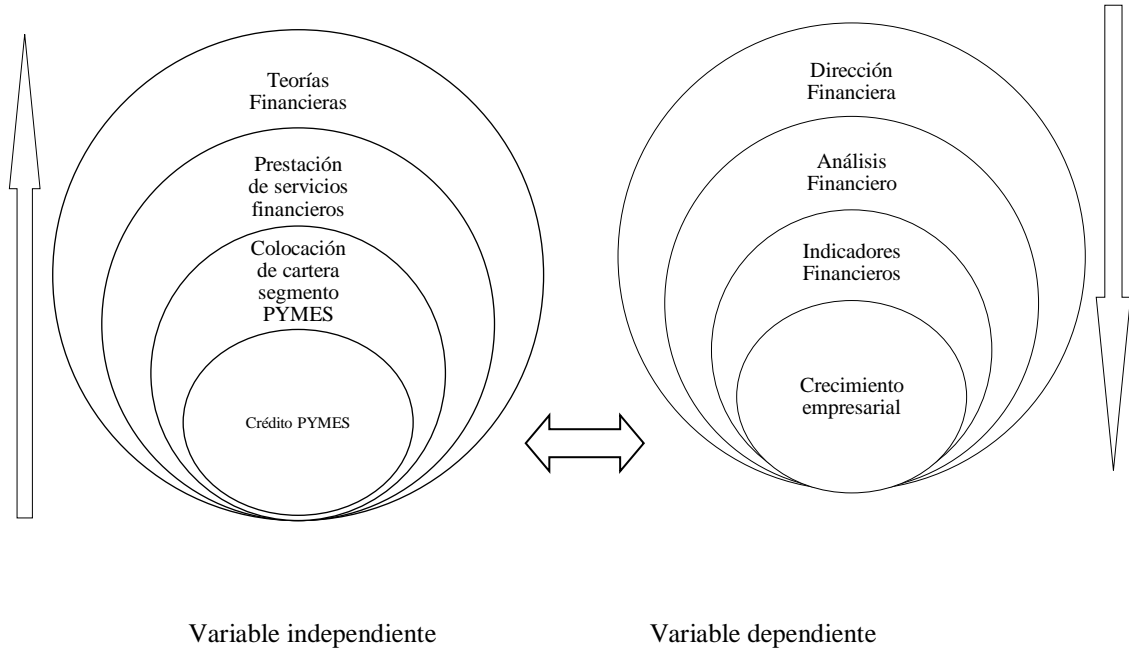 Teorías
Financieras
Prestación
de servicios
financieros
Colocación
de cartera
segmento
PYMES
Crédito PYMES
Dirección
Financiera
Análisis
Financiero
Indicadores
Financieros
Crecimiento
empresarial
Variable independiente
Variable dependiente